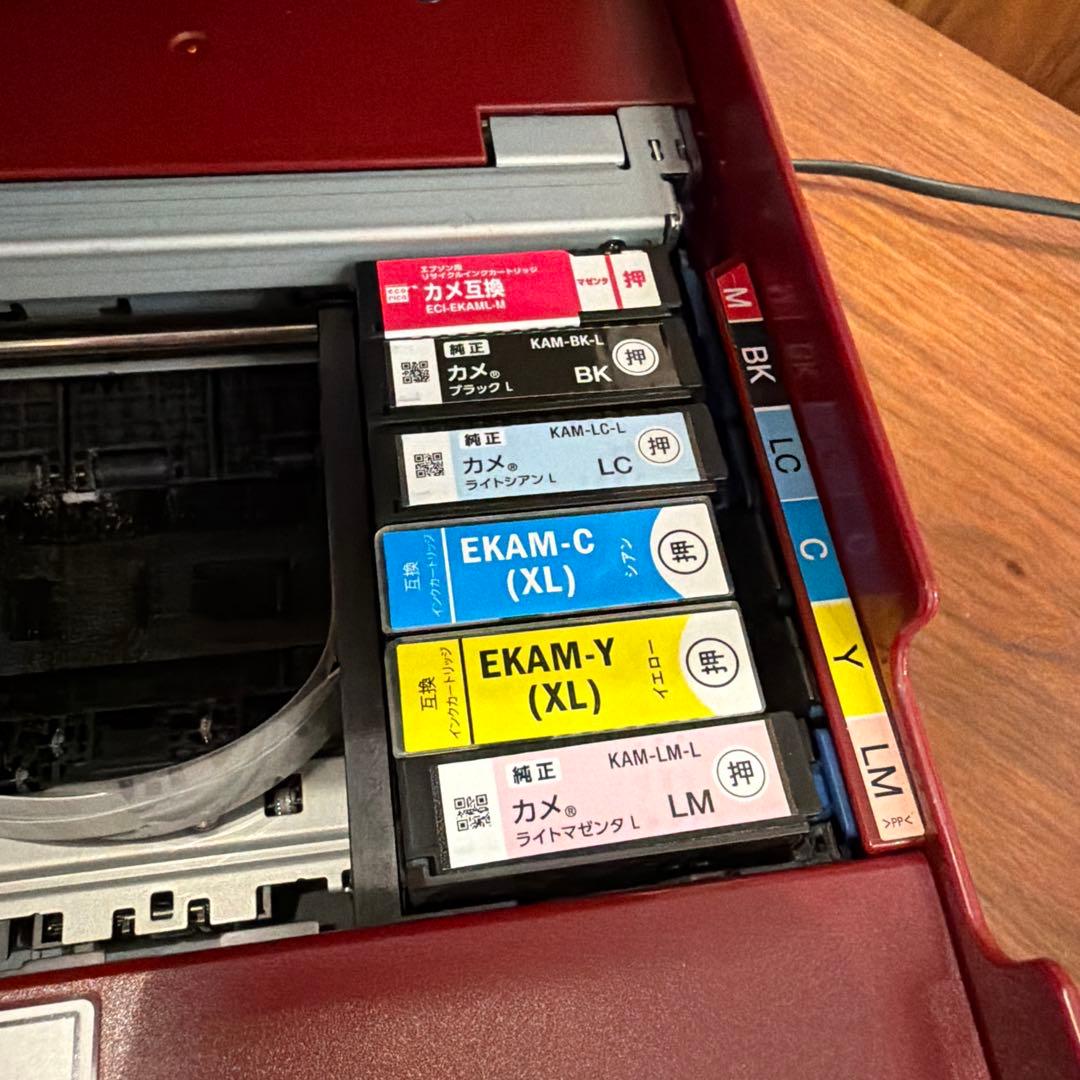 エプソン用
リサイクルインクカートリッジ
ecorica
カメ互換
ECI-EKAML-M
マゼンタ
押
純正
KAM-BK-L
カメ®
ブラック L
BK
押
純正
KAM-LC-L
カメ®
ライトシアン L
LC
押
互換
インクカートリッジ
EKAM-C
(XL)
シアン
押
互換
インクカートリッジ
EKAM-Y
(XL)
イエロー
押
純正
KAM-LM-L
カメ®
ライトマゼンタ L
LM
押
M
BK
LC
C
Y
LM
>PP<